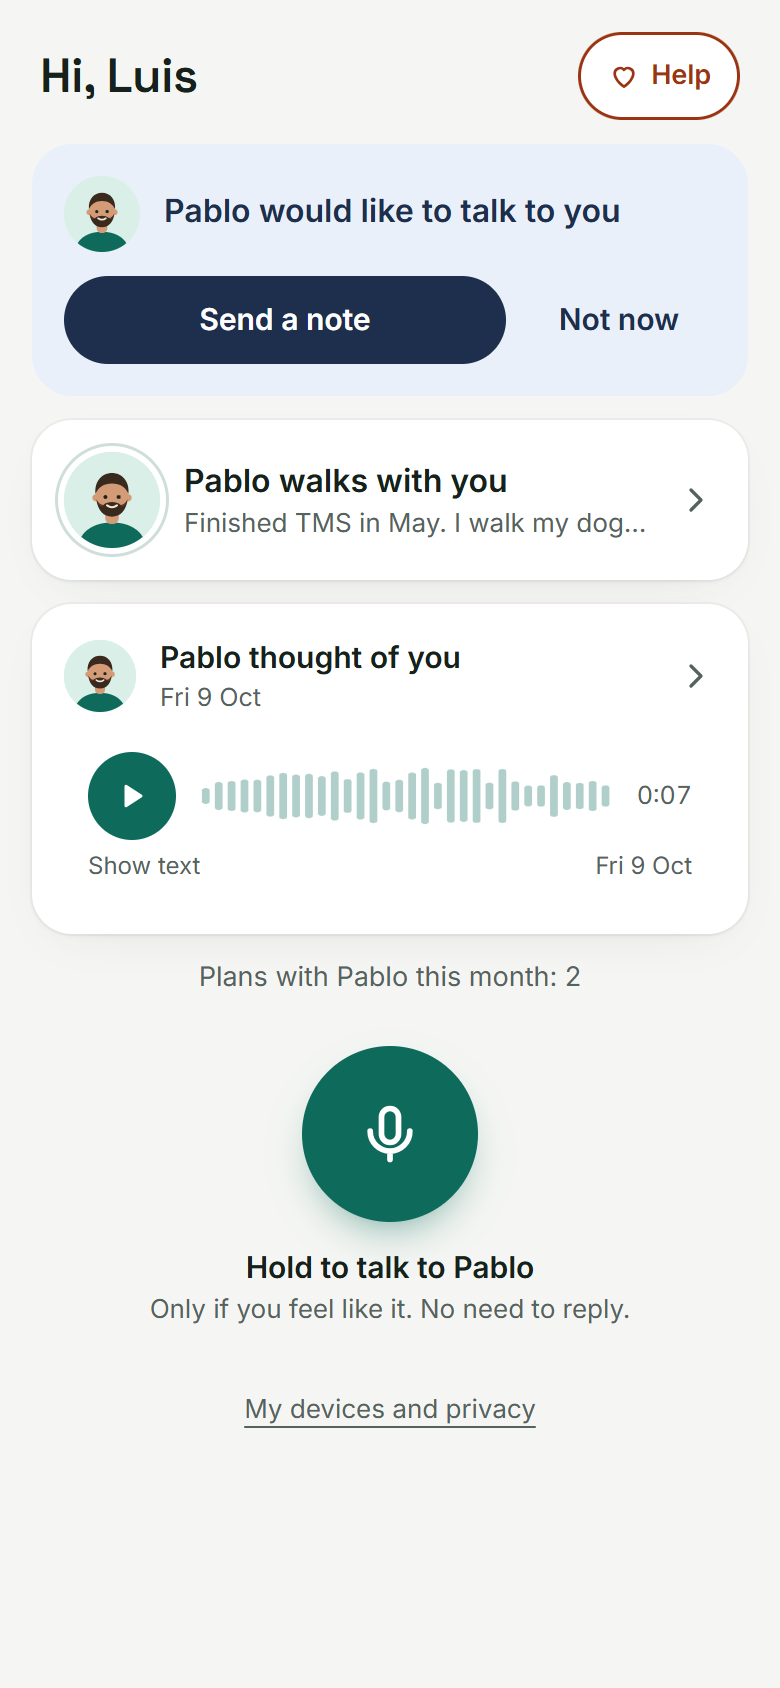 Hi, Luis
Help
Pablo would like to talk to you
Send a note
Not now
Pablo walks with you
Finished TMS in May. I walk my dog...
Pablo thought of you
Fri 9 Oct
0:07
Show text
Fri 9 Oct
Plans with Pablo this month: 2
Hold to talk to Pablo
Only if you feel like it. No need to reply.
My devices and privacy